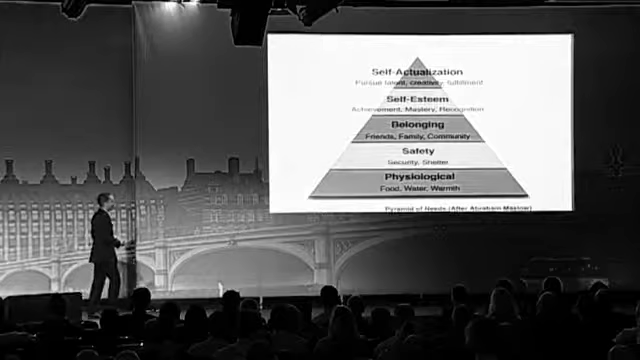 Self-Actualization
Pursue talent, creativity, fulfillment
Self-Esteem
Achievement, Mastery, Recognition
Belonging
Friends, Family, Community
Safety
Security, Shelter
Physiological
Food, Water, Warmth
Pyramid of Needs (After Abraham Maslow)